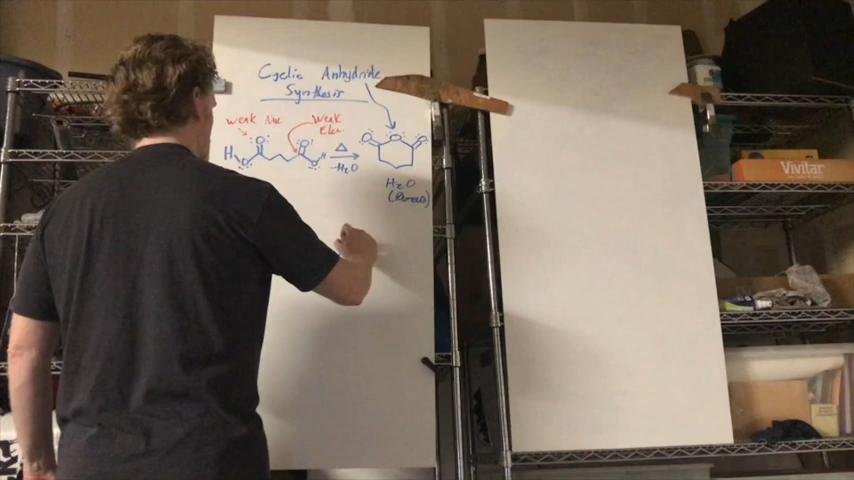 Cyclic Anhydride
Synthesis
Weak Nuc
Weak
Elec
H O O O O H Δ O O O
-H2O
H2O
Vivitar